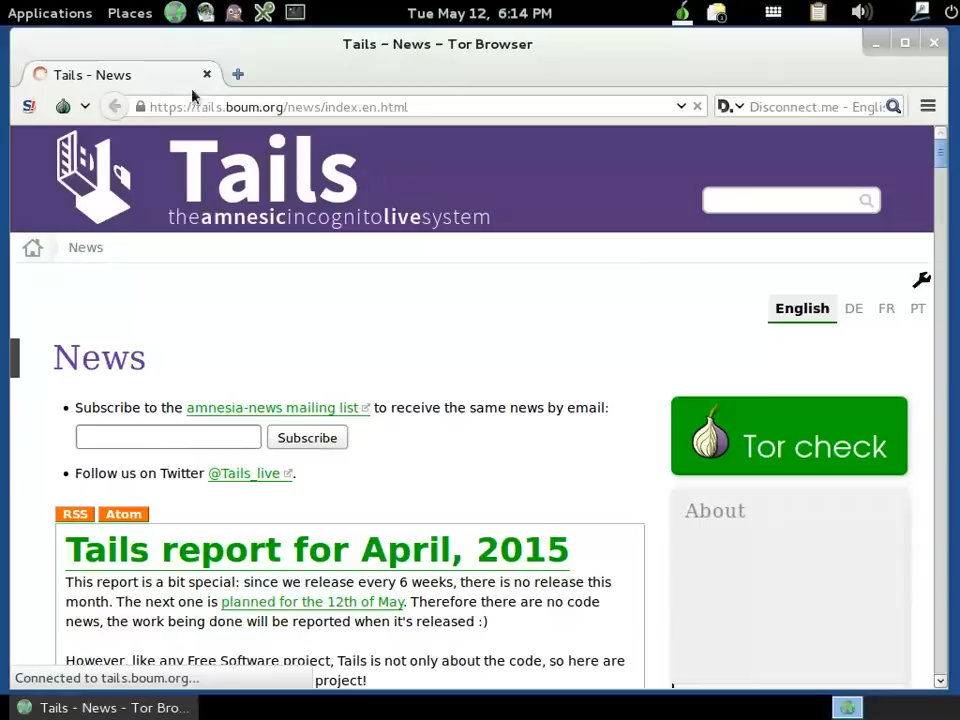 Applications Places Tue May 12, 6:14 PM
Tails – News – Tor Browser
Tails - News
S! https://tails.boum.org/news/index.en.html D. Disconnect.me - Engli
Tails
theamnesicincognitolivesystem
News
English DE FR PT
News
• Subscribe to the amnesia-news mailing list to receive the same news by email:
Subscribe
• Follow us on Twitter @Tails_live.
Tor check
About
RSS Atom
Tails report for April, 2015
This report is a bit special: since we release every 6 weeks, there is no release this
month. The next one is planned for the 12th of May. Therefore there are no code
news, the work being done will be reported when it's released :)
However, like any Free Software project, Tails is not only about the code, so here are
project!
Connected to tails.boum.org...
Tails - News - Tor Bro...